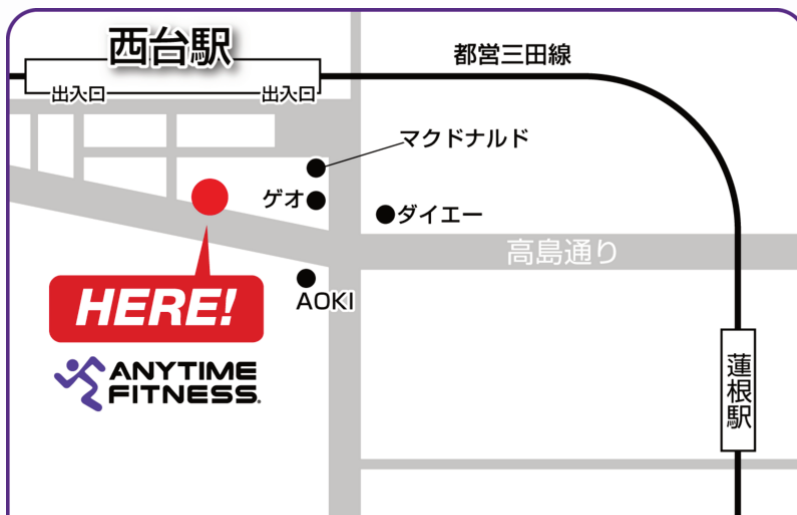 西台駅
都営三田線
出入口
出入口
マクドナルド
ゲオ
ダイエー
高島通り
AOKI
HERE!
ANYTIME
FITNESS.
蓮根駅